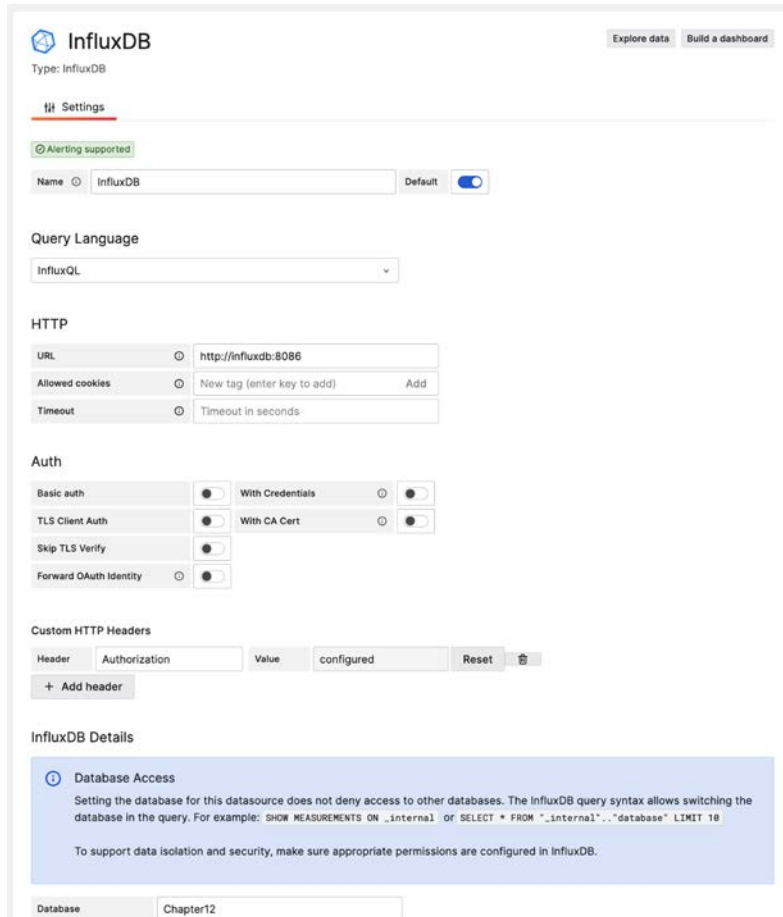 InfluxDB
Explore data Build a dashboard
Type: InfluxDB
Settings
Alerting supported
Name InfluxDB Default
Query Language
InfluxQL
HTTP
URL http://influxdb:8086
Allowed cookies New tag (enter key to add) Add
Timeout Timeout in seconds
Auth
Basic auth With Credentials
TLS Client Auth With CA Cert
Skip TLS Verify
Forward OAuth Identity
Custom HTTP Headers
Header Authorization Value configured Reset
+ Add header
InfluxDB Details
Database Access
Setting the database for this datasource does not deny access to other databases. The InfluxDB query syntax allows switching the
database in the query. For example: SHOW MEASUREMENTS ON _internal or SELECT * FROM "_internal".."database" LIMIT 10
To support data isolation and security, make sure appropriate permissions are configured in InfluxDB.
Database Chapter12